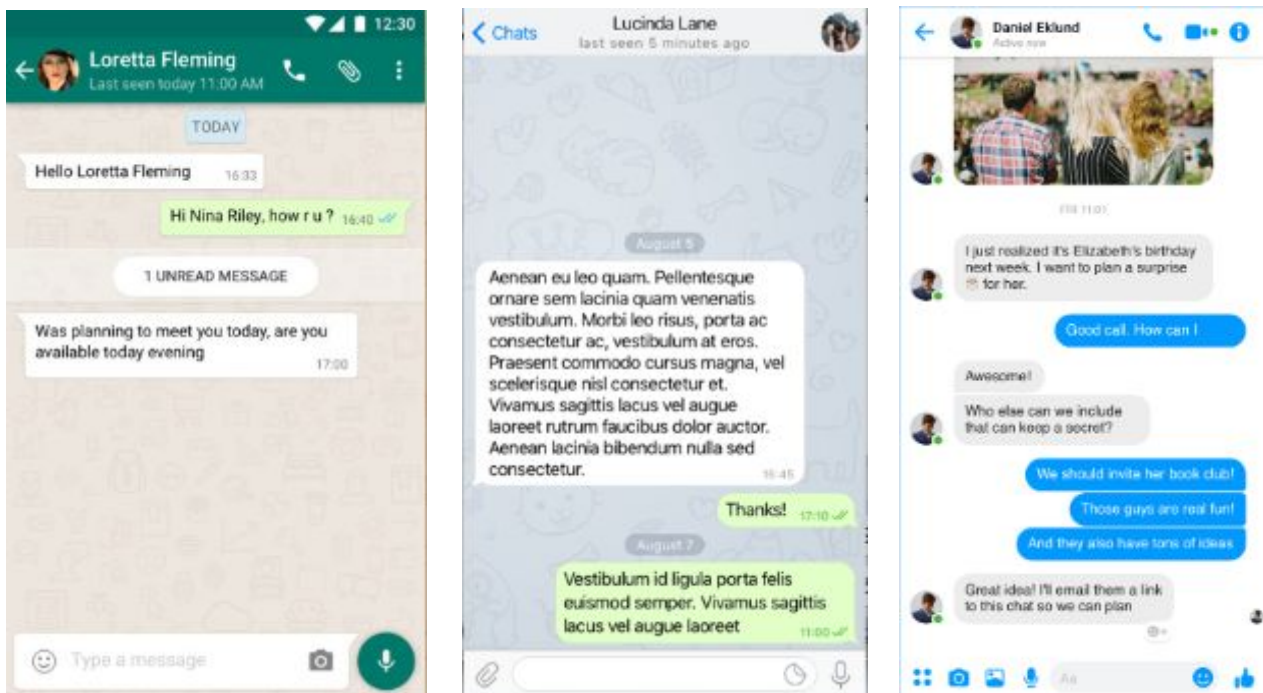 12:30
Loretta Fleming
Last seen today 11:00 AM
TODAY
Hello Loretta Fleming 16:33
Hi Nina Riley, how r u ? 16:40
1 UNREAD MESSAGE
Was planning to meet you today, are you
available today evening
17:00
Type a message
Chats
Lucinda Lane
last seen 5 minutes ago
August 5
Aenean eu leo quam. Pellentesque
ornare sem lacinia quam venenatis
vestibulum. Morbi leo risus, porta ac
consectetur ac, vestibulum at eros.
Praesent commodo cursus magna, vel
scelerisque nisl consectetur et.
Vivamus sagittis lacus vel augue
laoreet rutrum faucibus dolor auctor.
Aenean lacinia bibendum nulla sed
consectetur. 16:45
Thanks! 17:10
August 7
Vestibulum id ligula porta felis
euismod semper. Vivamus sagittis
lacus vel augue laoreet 11:00
Daniel Eklund
Active now
11:01
I just realized it's Elizabeth's birthday
next week. I want to plan a surprise
for her.
Good call. How can I
Awesome!
Who else can we include
that can keep a secret?
We should invite her book club!
Those guys are real fun!
And they also have tons of ideas
Great idea! I'll email them a link
to this chat so we can plan
Aa